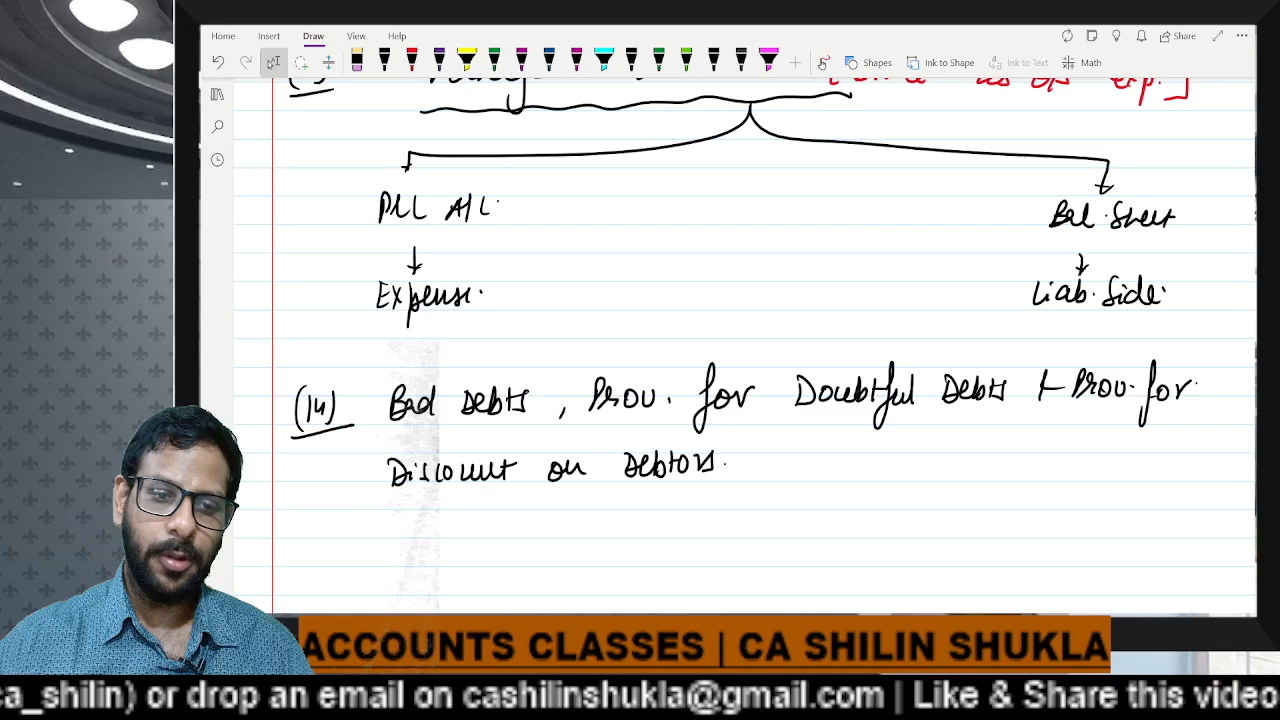 Home Insert Draw View Help
Share
Shapes Ink to Shape Ink to Text Math
exp.]
P&L A/c.
Bal. Sheet
Expense.
Liab. Side.
(14) Bad Debts, Prov. for Doubtful Debts & Prov. for
Discount on Debtors.
ACCOUNTS CLASSES | CA SHILIN SHUKLA
ca_shilin) or drop an email on cashilinshukla@gmail.com | Like & Share this video